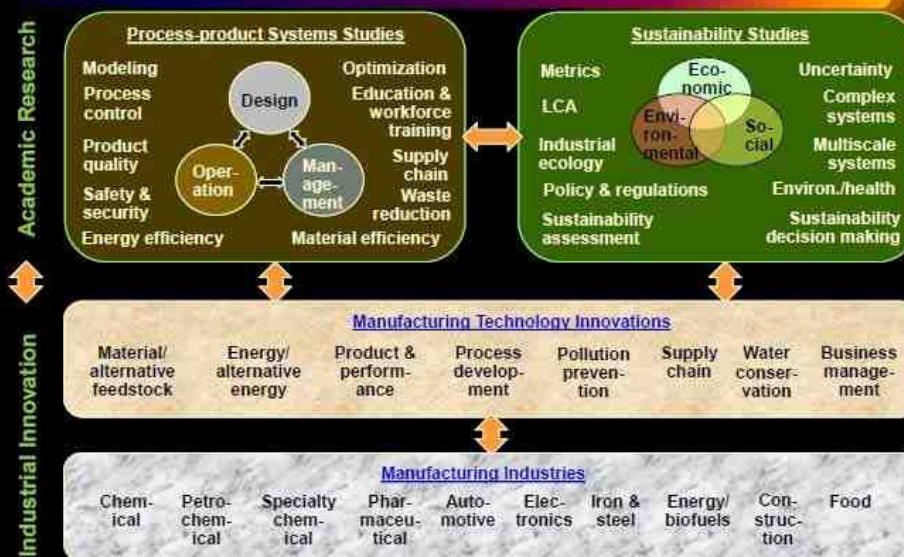 Academic Research
Process-product Systems Studies
Modeling
Process
control
Product
quality
Safety &
security
Energy efficiency
Design
Oper-
ation
Man-
age-
ment
Optimization
Education &
workforce
training
Supply
chain
Waste
reduction
Material efficiency
Sustainability Studies
Metrics
LCA
Industrial
ecology
Policy & regulations
Sustainability
assessment
Eco-
nomic
Envi-
ron-
mental
So-
cial
Uncertainty
Complex
systems
Multiscale
systems
Environ./health
Sustainability
decision making
Industrial Innovation
Manufacturing Technology Innovations
Material/
alternative
feedstock
Energy/
alternative
energy
Product &
perform-
ance
Process
develop-
ment
Pollution
preven-
tion
Supply
chain
Water
conser-
vation
Business
manage-
ment
Manufacturing Industries
Chem-
ical
Petro-
chem-
ical
Specialty
chem-
ical
Phar-
maceu-
tical
Auto-
motive
Elec-
tronics
Iron &
steel
Energy/
biofuels
Con-
struc-
tion
Food